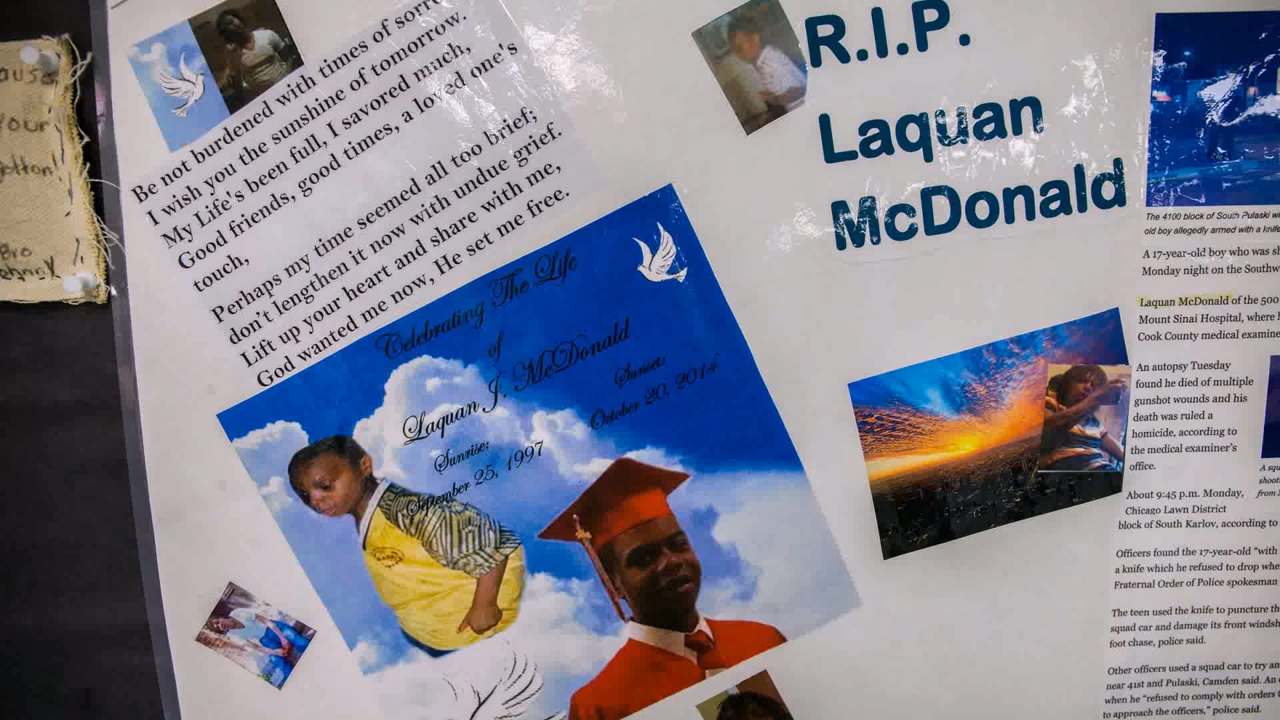 ause
your
Bro
Be not burdened with times of
I wish you the sunshine of tomorrow.
My Life's been full, I savored much,
Good friends, good times, a loved one's
touch,
Perhaps my time seemed all too brief;
don't lengthen it now with undue grief.
Lift up your heart and share with me,
God wanted me now, He set me free.
Celebrating The Life
of
Laquan J. McDonald
Sunrise:
September 25, 1997
Sunset:
October 20, 2014
R.I.P.
Laquan
McDonald
The 4100 block of South Pulaski
old boy allegedly armed with a knife
A 17-year-old boy who was
Monday night on the
Laquan McDonald of the 500
Mount Sinai Hospital, where
Cook County medical
An autopsy Tuesday
found he died of multiple
gunshot wounds and his
death was ruled a
homicide, according to
the medical examiner's
office.
About 9:45 p.m. Monday,
Chicago Lawn District
block of South Karlov, according to
Officers found the 17-year-old "with
a knife which he refused to drop
Fraternal Order of Police spokesman
The teen used the knife to puncture
squad car and damage its front
foot chase, police said.
Other officers used a squad car to try
near 41st and Pulaski, Camden said. An
when he "refused to comply with orders
to approach the officers," police said.
A
from